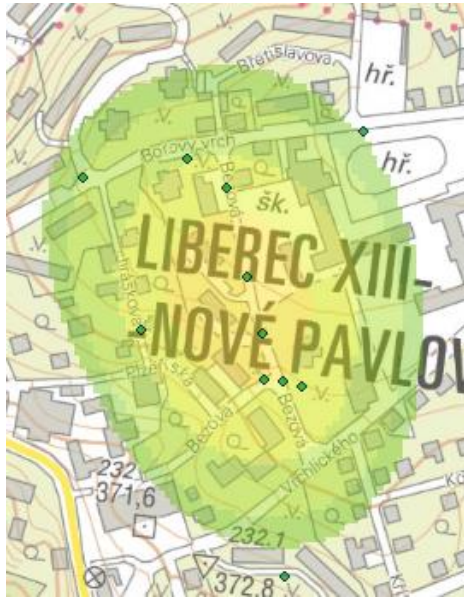 Břetislavova
hř.
Borový vrch
hř.
Bezová
šk.
LIBEREC XIII-
-NOVÉ PAVLOV
Plzeňská
Bezová
Bezová
Vrchlického
232.
371,6
232.1
372.8